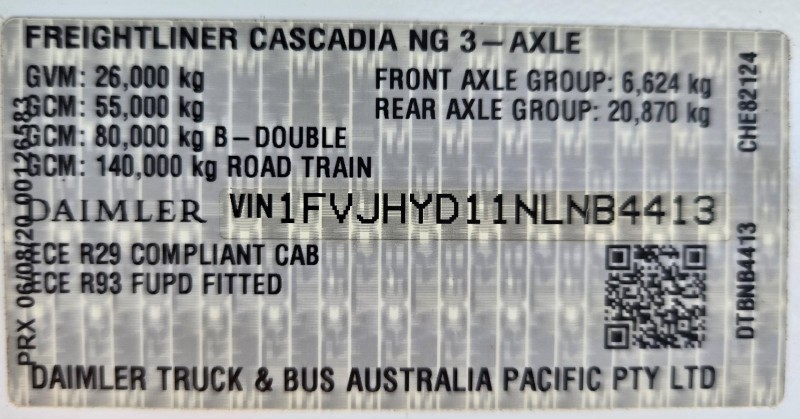 FREIGHTLINER CASCADIA NG 3-AXLE
GVM: 26,000 kg
FRONT AXLE GROUP: 6,624 kg
GCM: 55,000 kg
REAR AXLE GROUP: 20,870 kg
GCM: 80,000 kg B-DOUBLE
GCM: 140,000 kg ROAD TRAIN
DAIMLER VIN 1FVJHYD11NLNB4413
ECE R29 COMPLIANT CAB
ECE R93 FUPD FITTED
DAIMLER TRUCK & BUS AUSTRALIA PACIFIC PTY LTD
PRX 06/08/20 00126583
CHE82124
DTBNB4413